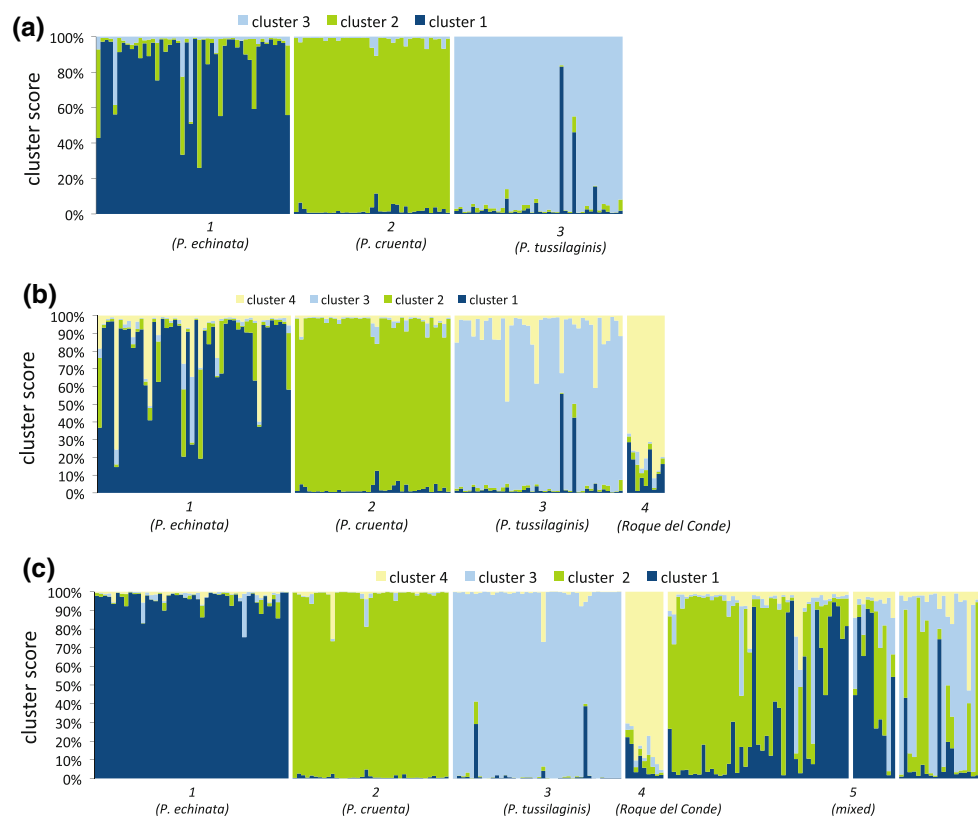 (a)
cluster 3 cluster 2 cluster 1
100%
80%
60%
40%
20%
0%
cluster score
1 2 3
(P. echinata) (P. cruenta) (P. tussilaginis)
(b)
cluster 4 cluster 3 cluster 2 cluster 1
100%
90%
80%
70%
60%
50%
40%
30%
20%
10%
0%
cluster score
1 2 3 4
(P. echinata) (P. cruenta) (P. tussilaginis) (Roque del Conde)
(c)
cluster 4 cluster 3 cluster 2 cluster 1
100%
90%
80%
70%
60%
50%
40%
30%
20%
10%
0%
cluster score
1 2 3 4 5
(P. echinata) (P. cruenta) (P. tussilaginis) (Roque del Conde) (mixed)